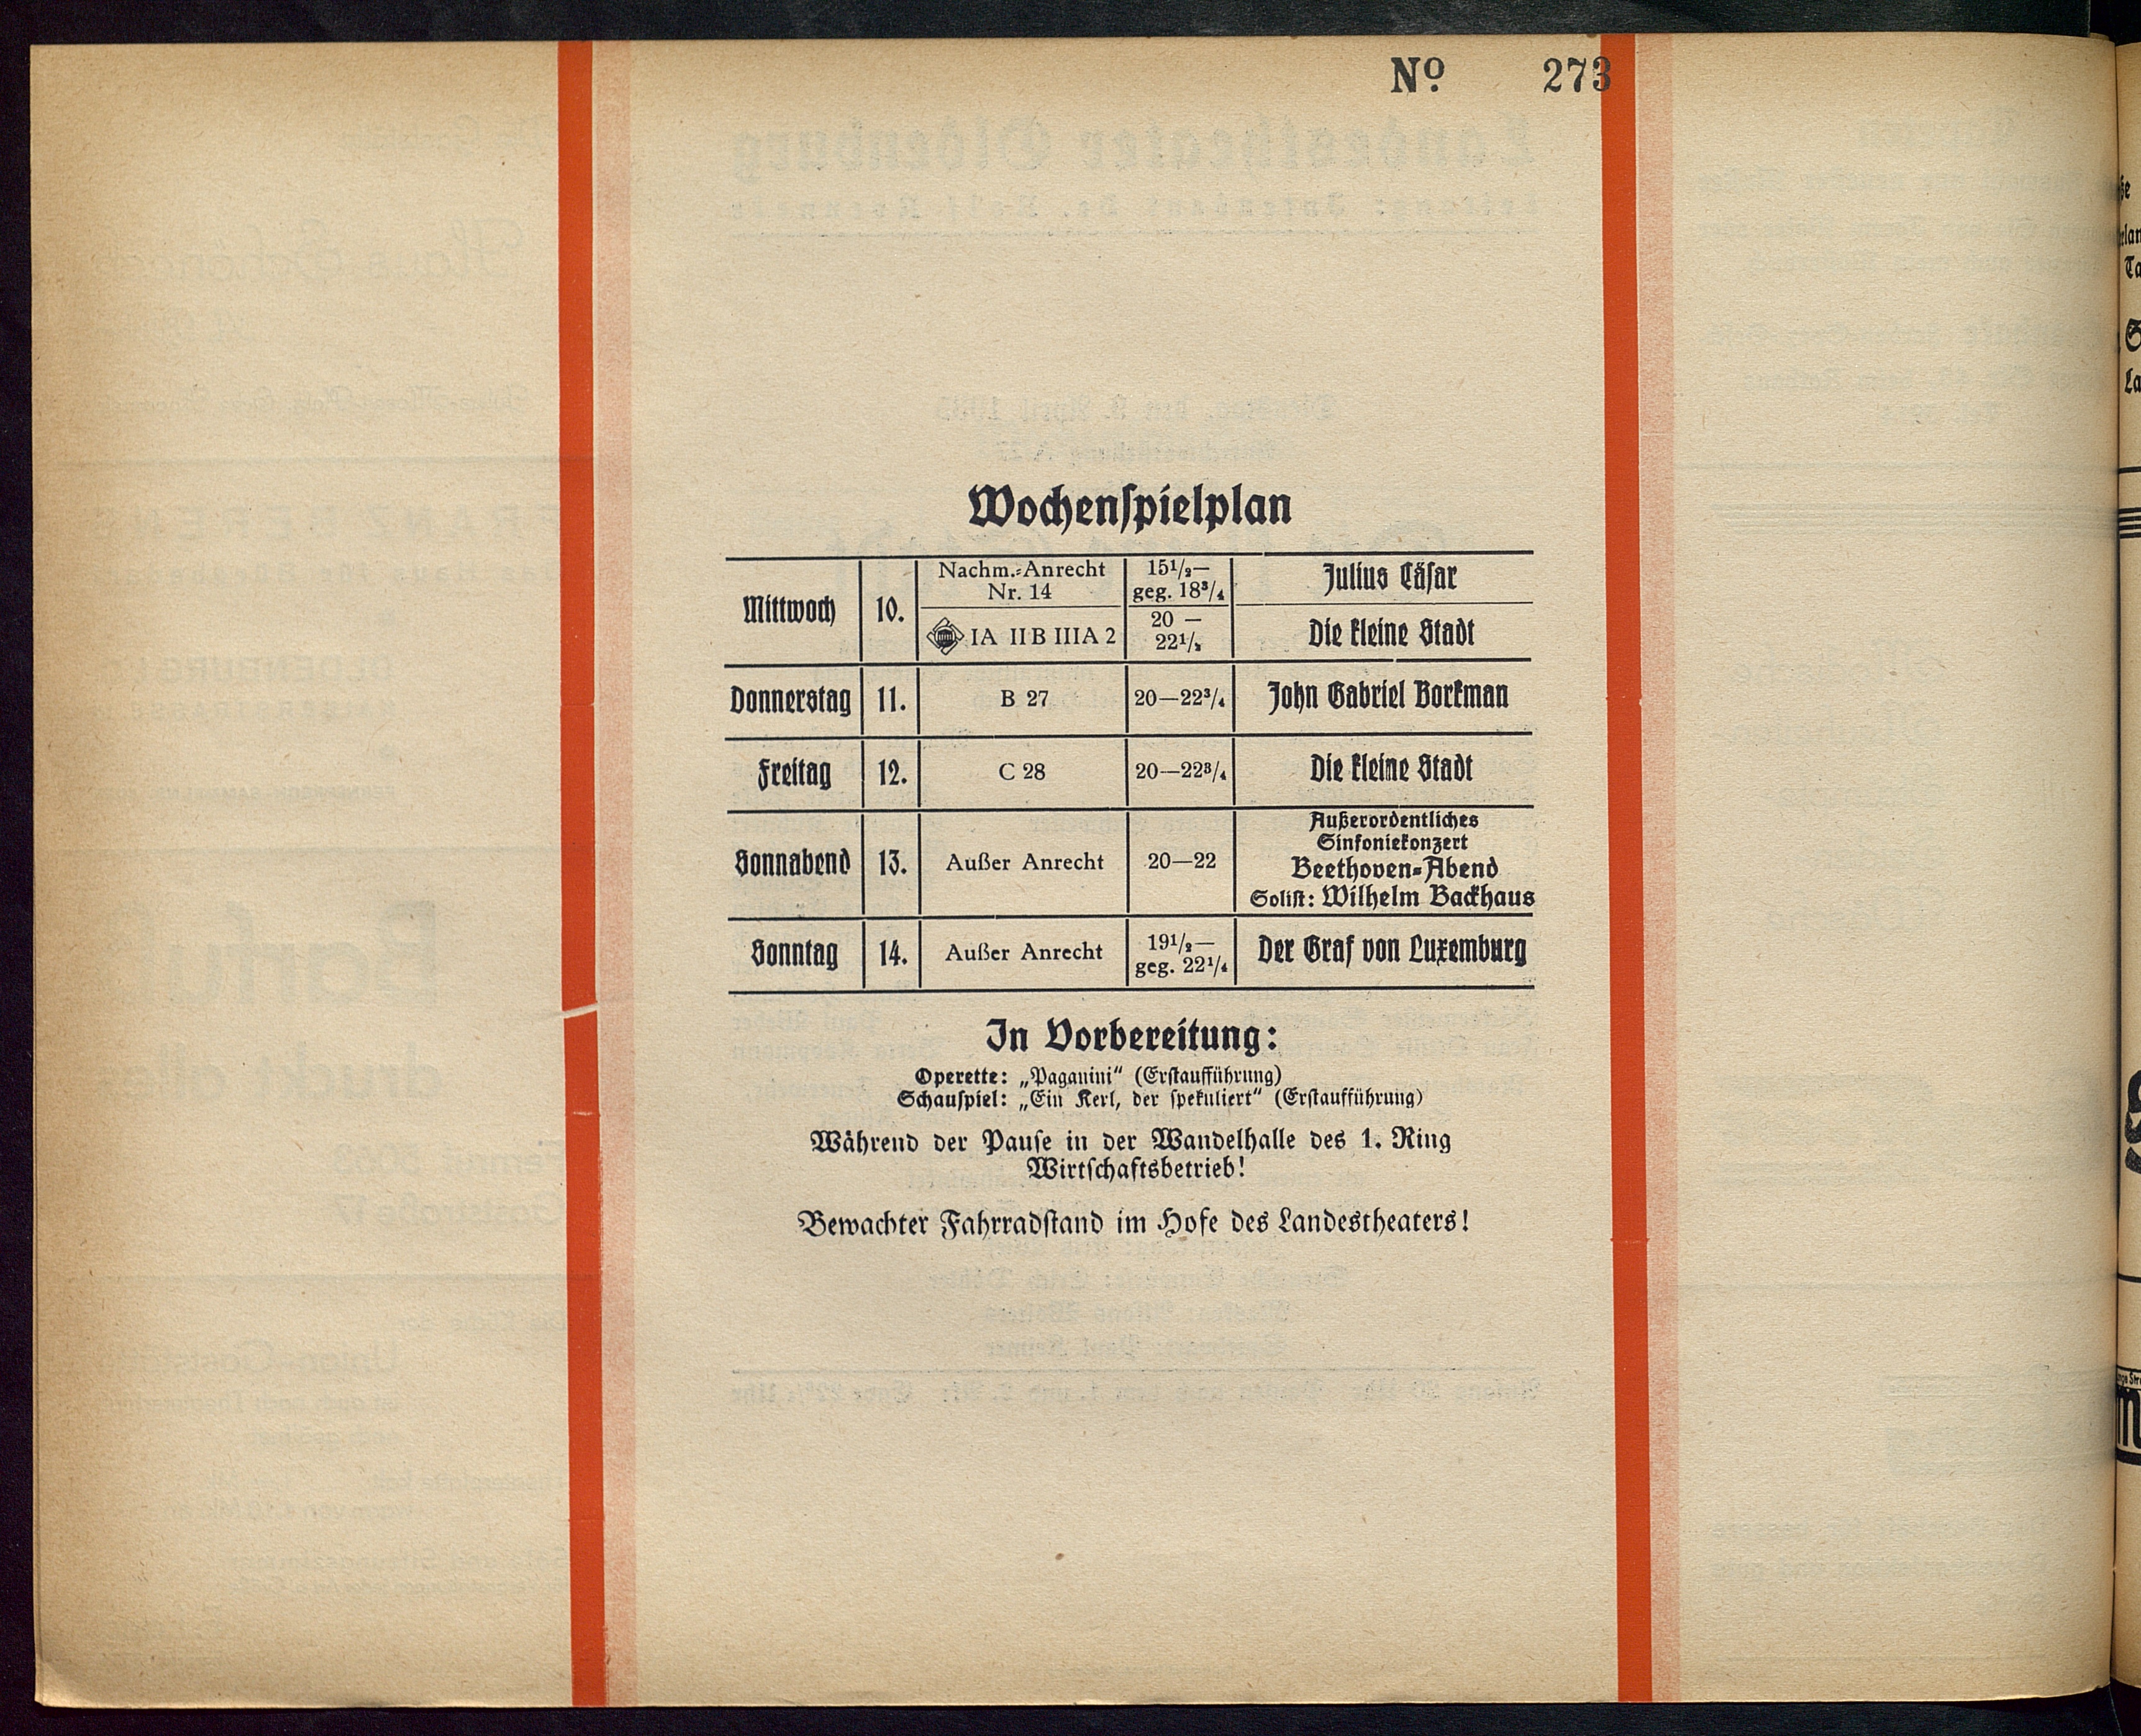 Nº 273
Wochenspielplan
Mittwoch 10. Nachm.=Anrecht Nr. 14 15½— geg. 18¾ Julius Cäsar
IA IIB IIIA 2 20 — 22½ Die kleine Stadt
Donnerstag 11. B 27 20—22¾ John Gabriel Borkman
Freitag 12. C 28 20—22¾ Die kleine Stadt
Sonnabend 13. Außer Anrecht 20—22 Außerordentliches
Sinfoniekonzert
Beethoven=Abend
Solist: Wilhelm Backhaus
Sonntag 14. Außer Anrecht 19½— geg. 22¼ Der Graf von Luxemburg
In Vorbereitung:
Operette: „Paganini“ (Erstaufführung)
Schauspiel: „Ein Kerl, der spekuliert“ (Erstaufführung)
Während der Pause in der Wandelhalle des 1. Ring
Wirtschaftsbetrieb!
Bewachter Fahrradstand im Hofe des Landestheaters!